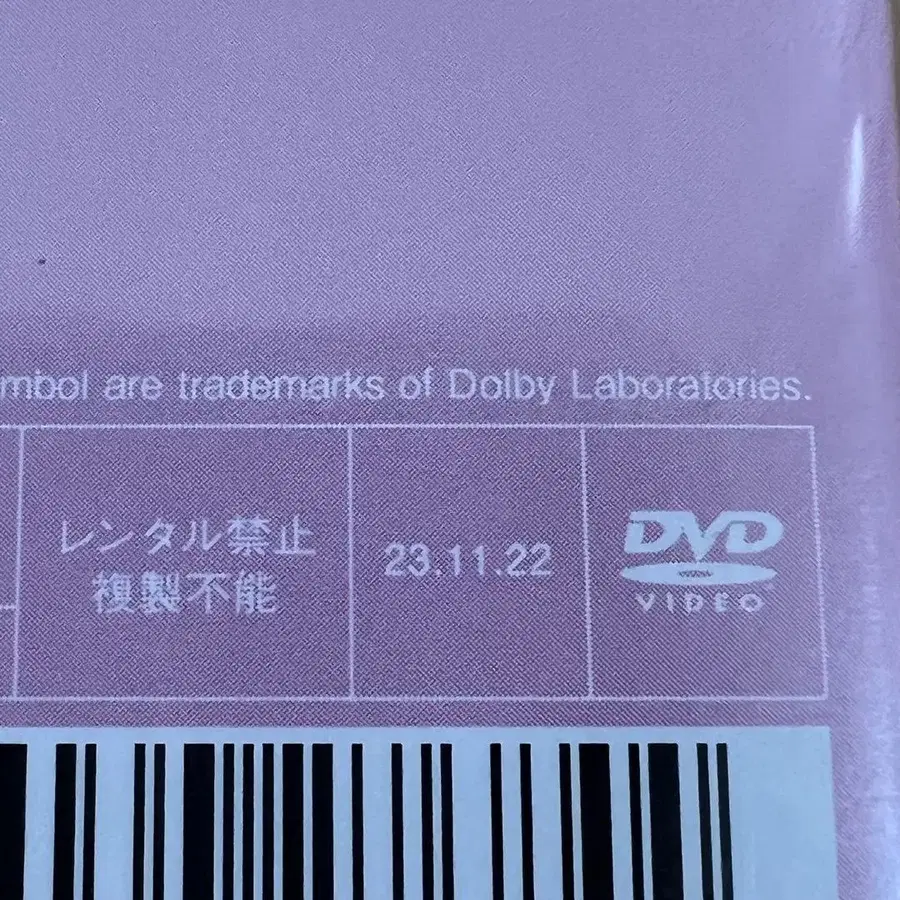 mbol are trademarks of Dolby Laboratories.
レンタル禁止
複製不能
23.11.22
DVD
VIDEO